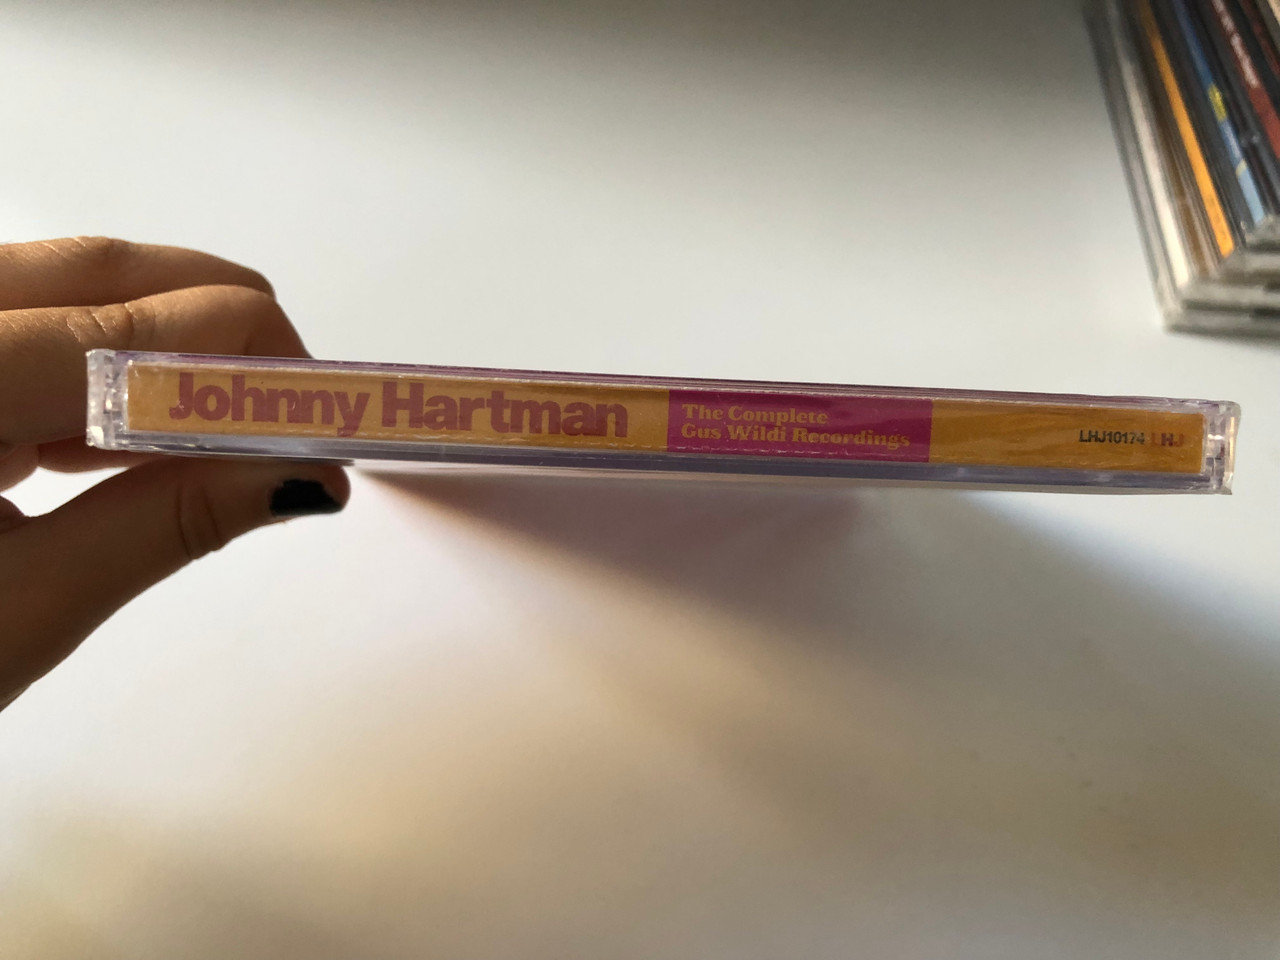 Johnny Hartman
The Complete
Gus Wildi Recordings
LHJ10174 LHJ